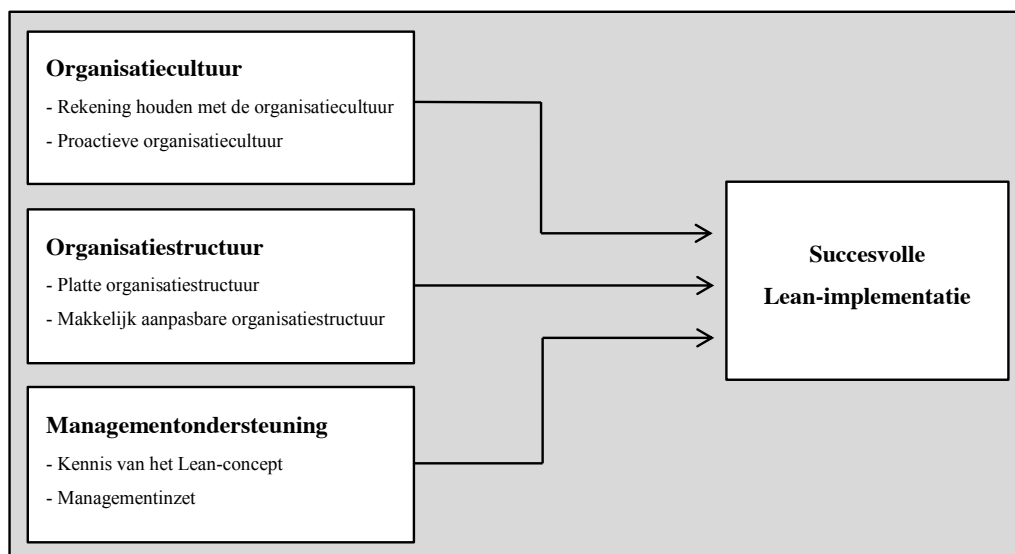 Organisatiecultuur
- Rekening houden met de organisatiecultuur
- Proactieve organisatiecultuur
Organisatiestructuur
- Platte organisatiestructuur
- Makkelijk aanpasbare organisatiestructuur
Managementondersteuning
- Kennis van het Lean-concept
- Managementinzet
Succesvolle
Lean-implementatie